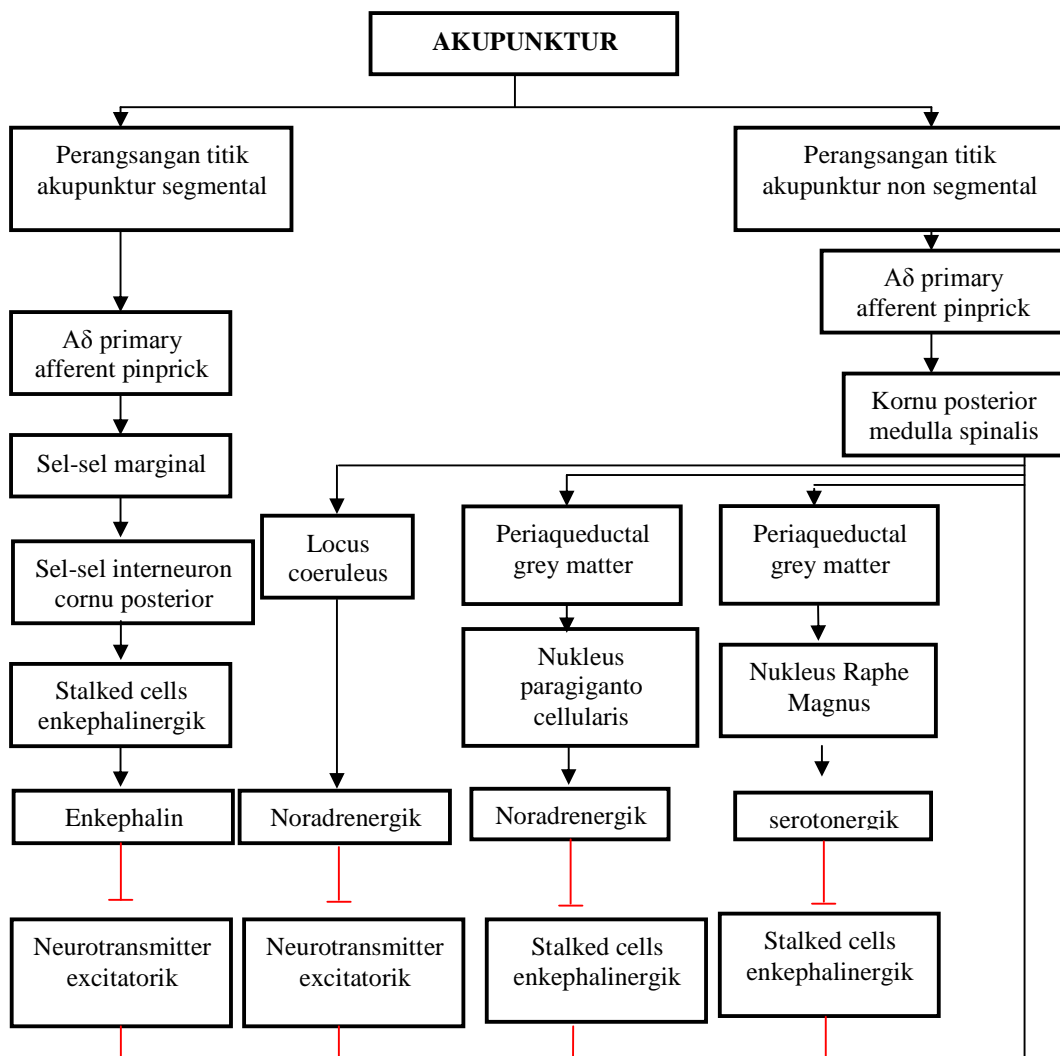 AKUPUNKTUR
Perangsangan titik
akupunktur segmental
Perangsangan titik
akupunktur non segmental
Aδ primary
afferent pinprick
Aδ primary
afferent pinprick
Kornu posterior
medulla spinalis
Sel-sel marginal
Locus
coeruleus
Periaqueductal
grey matter
Periaqueductal
grey matter
Sel-sel interneuron
cornu posterior
Nukleus
paragiganto
cellularis
Nukleus Raphe
Magnus
Stalked cells
enkephalinergik
Enkephalin
Noradrenergik
Noradrenergik
serotonergik
Neurotransmitter
excitatorik
Neurotransmitter
excitatorik
Stalked cells
enkephalinergik
Stalked cells
enkephalinergik